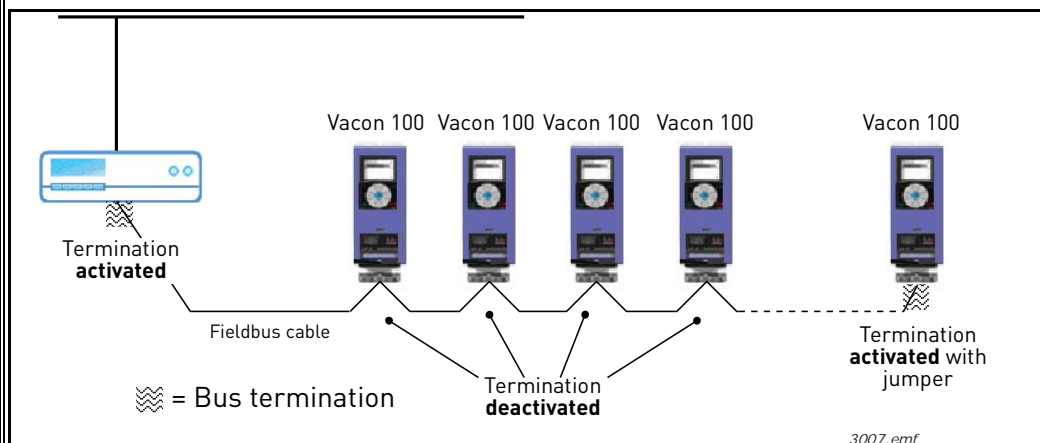 Vacon 100 Vacon 100 Vacon 100 Vacon 100 Vacon 100
Termination
activated
Fieldbus cable
Termination
deactivated
Termination
activated with
jumper
= Bus termination
3007.emf